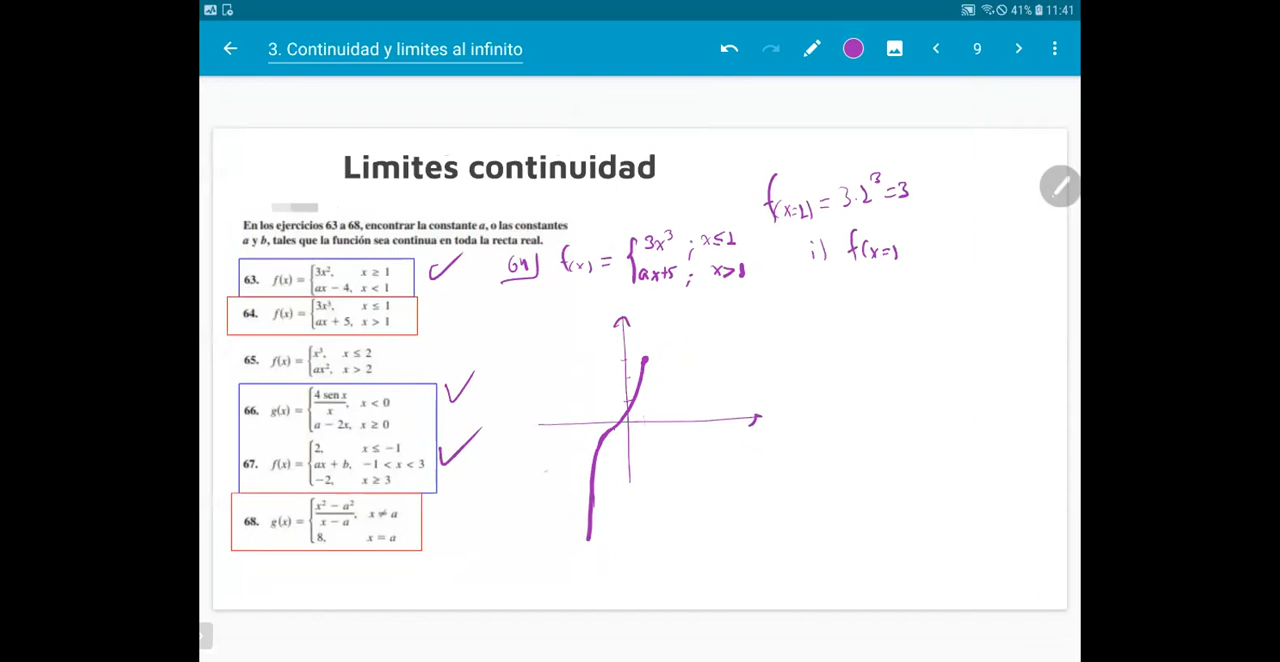 41% 11:41
3. Continuidad y limites al infinito
9
Limites continuidad
En los ejercicios 63 a 68, encontrar la constante a, o las constantes
a y b, tales que la función sea continua en toda la recta real.
63. f(x) = { 3x², x ≥ 1
ax − 4, x < 1
64. f(x) = { 3x³, x ≤ 1
ax + 5, x > 1
65. f(x) = { x³, x ≤ 2
ax², x > 2
66. g(x) = { 4 sen x / x, x < 0
a − 2x, x ≥ 0
67. f(x) = { 2, x ≤ −1
ax + b, −1 < x < 3
−2, x ≥ 3
68. g(x) = { x² − a² / x − a, x ≠ a
8, x = a
64) f(x) = { 3x³ ; x≤1
ax+5 ; x>1
f(x=1) = 3·1³=3
i) f(x=1